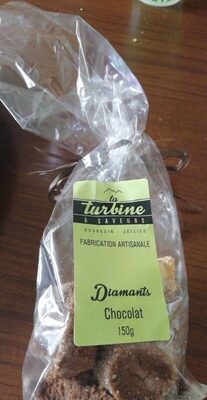 la
turbine
À SAVEURS
BOURGOIN - JALLIEU
FABRICATION ARTISANALE
Diamants
Chocolat
150g